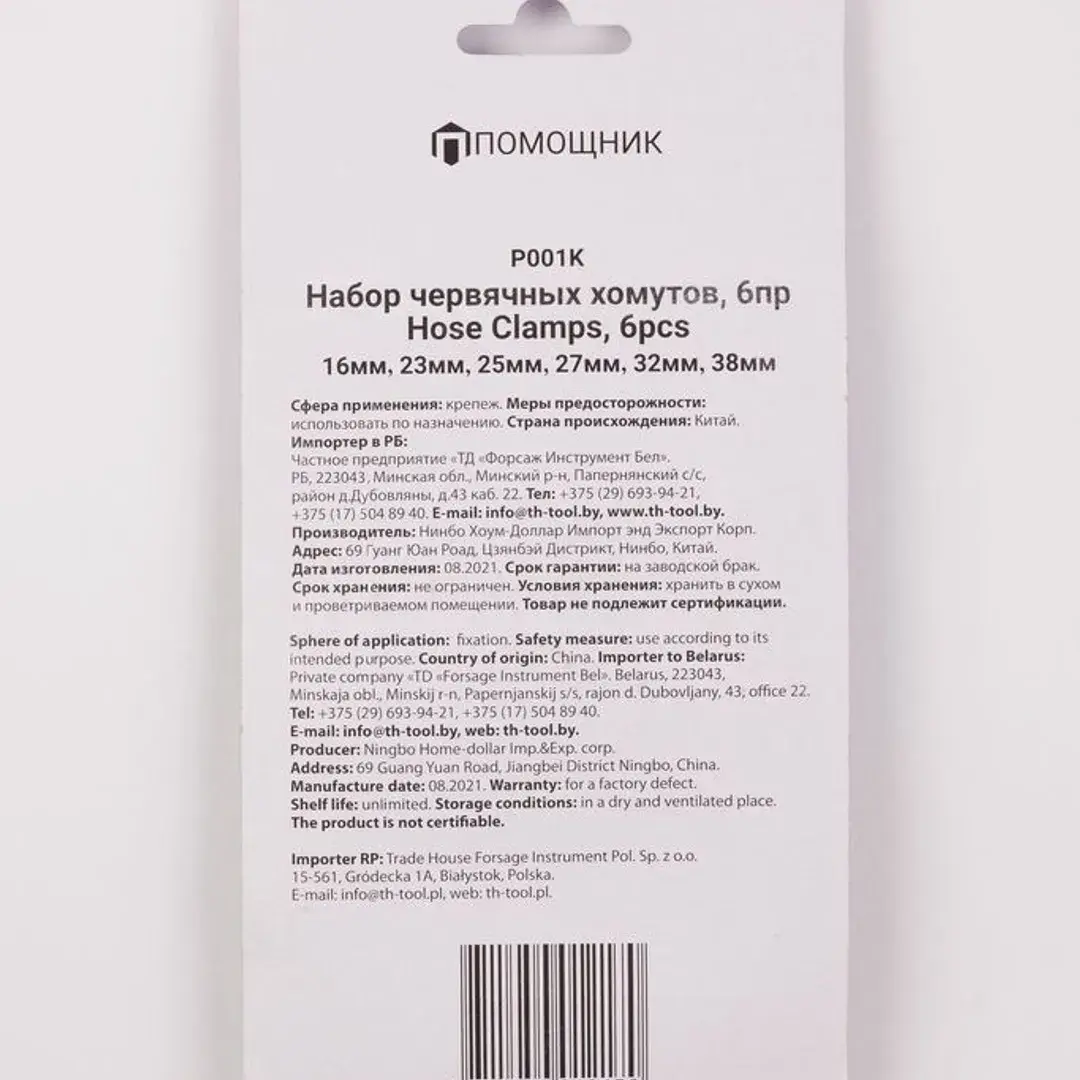 ПОМОЩНИК
P001K
Набор червячных хомутов, 6пр
Hose Clamps, 6pcs
16мм, 23мм, 25мм, 27мм, 32мм, 38мм
Сфера применения: крепеж. Меры предосторожности:
использовать по назначению. Страна происхождения: Китай.
Импортер в РБ:
Частное предприятие «ТД «Форсаж Инструмент Бел».
РБ, 223043, Минская обл., Минский р-н, Папернянский с/с,
район д.Дубовляны, д.43 каб. 22. Тел: +375 (29) 693-94-21,
+375 (17) 504 89 40. E-mail: info@th-tool.by, www.th-tool.by.
Производитель: Нинбо Хоум-Доллар Импорт энд Экспорт Корп.
Адрес: 69 Гуанг Юан Роад, Цзянбэй Дистрикт, Нинбо, Китай.
Дата изготовления: 08.2021. Срок гарантии: на заводской брак.
Срок хранения: не ограничен. Условия хранения: хранить в сухом
и проветриваемом помещении. Товар не подлежит сертификации.
Sphere of application: fixation. Safety measure: use according to its
intended purpose. Country of origin: China. Importer to Belarus:
Private company «TD «Forsage Instrument Bel». Belarus, 223043,
Minskaja obl., Minskij r-n, Papernjanskij s/s, rajon d. Dubovljany, 43, office 22.
Tel: +375 (29) 693-94-21, +375 (17) 504 89 40.
E-mail: info@th-tool.by, web: th-tool.by.
Producer: Ningbo Home-dollar Imp.&Exp. corp.
Address: 69 Guang Yuan Road, Jiangbei District Ningbo, China.
Manufacture date: 08.2021. Warranty: for a factory defect.
Shelf life: unlimited. Storage conditions: in a dry and ventilated place.
The product is not certifiable.
Importer RP: Trade House Forsage Instrument Pol. Sp. z o.o.
15-561, Gródecka 1A, Białystok, Polska.
E-mail: info@th-tool.pl, web: th-tool.pl.